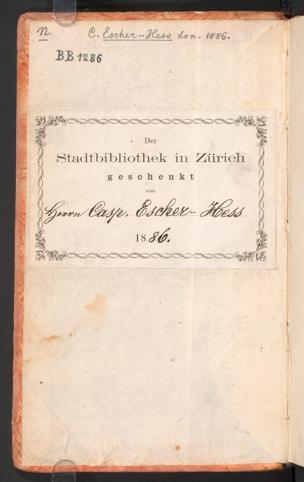 n C. Escher-Hess don. 1886.
BB 1286
Der
Stadtbibliothek in Zürich
geschenkt
von
Herrn Casp. Escher-Hess
1886.